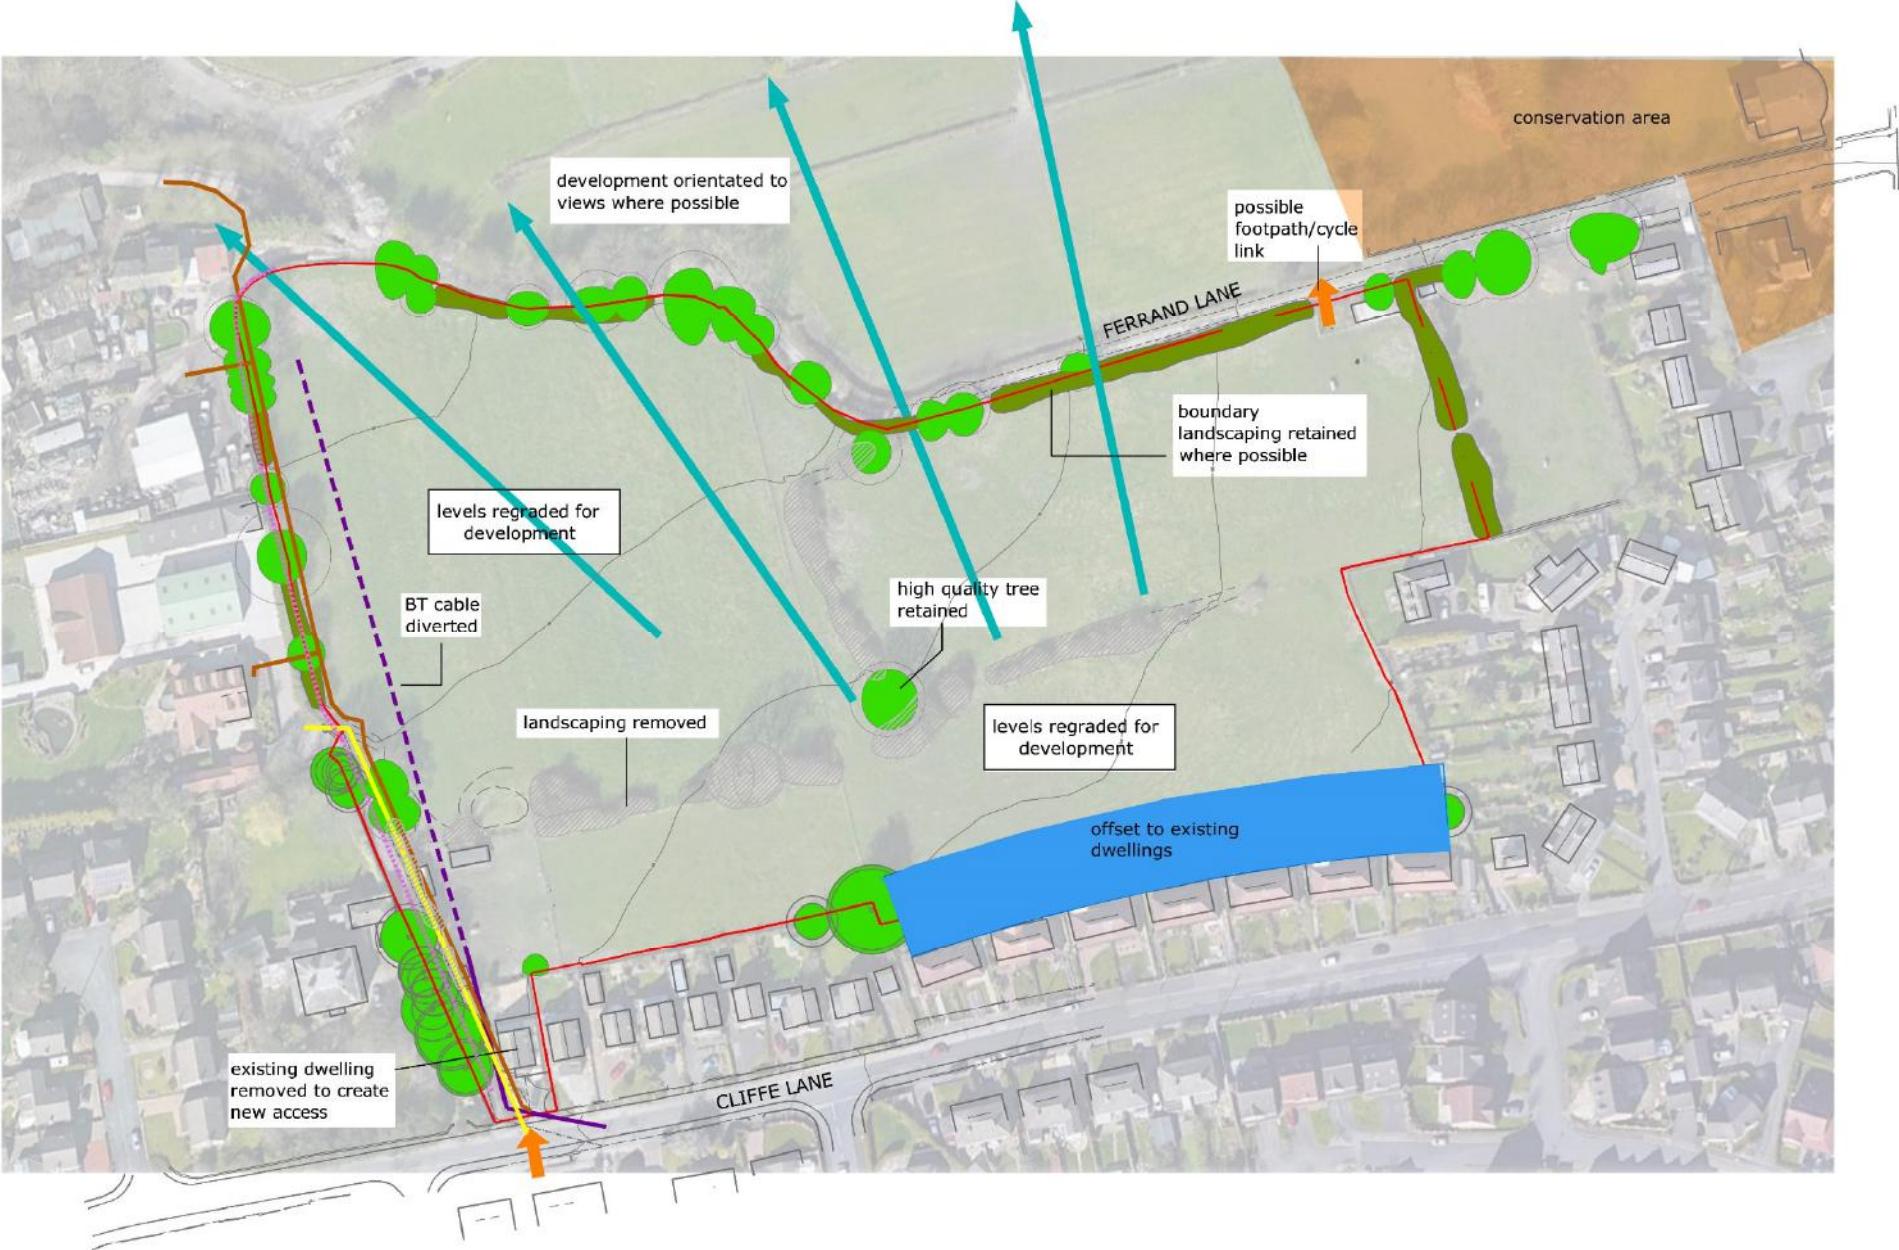 conservation area
development orientated to
views where possible
possible
footpath/cycle
link
FERRAND LANE
boundary
landscaping retained
where possible
levels regraded for
development
high quality tree
retained
BT cable
diverted
landscaping removed
levels regraded for
development
offset to existing
dwellings
existing dwelling
removed to create
new access
CLIFFE LANE